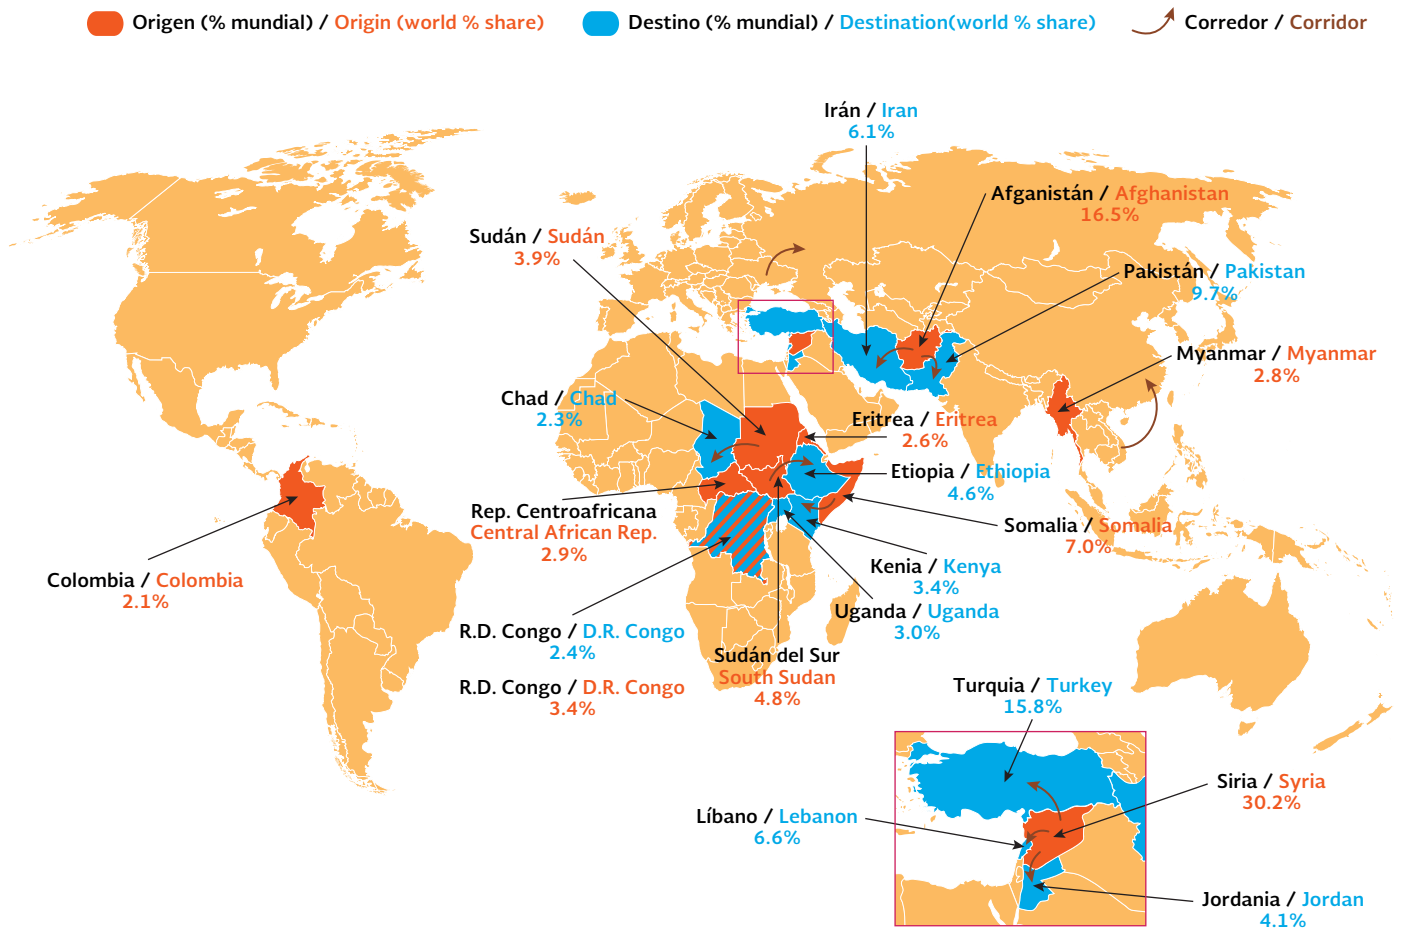 Origen (% mundial) / Origin (world % share)
Destino (% mundial) / Destination(world % share)
Corredor / Corridor
Irán / Iran
6.1%
Afganistán / Afghanistan
16.5%
Sudán / Sudán
3.9%
Pakistán / Pakistan
9.7%
Myanmar / Myanmar
2.8%
Chad / Chad
2.3%
Eritrea / Eritrea
2.6%
Etiopia / Ethiopia
4.6%
Rep. Centroafricana
Central African Rep.
2.9%
Somalia / Somalia
7.0%
Colombia / Colombia
2.1%
Kenia / Kenya
3.4%
Uganda / Uganda
3.0%
R.D. Congo / D.R. Congo
2.4%
R.D. Congo / D.R. Congo
3.4%
Sudán del Sur
South Sudan
4.8%
Turquia / Turkey
15.8%
Siria / Syria
30.2%
Líbano / Lebanon
6.6%
Jordania / Jordan
4.1%